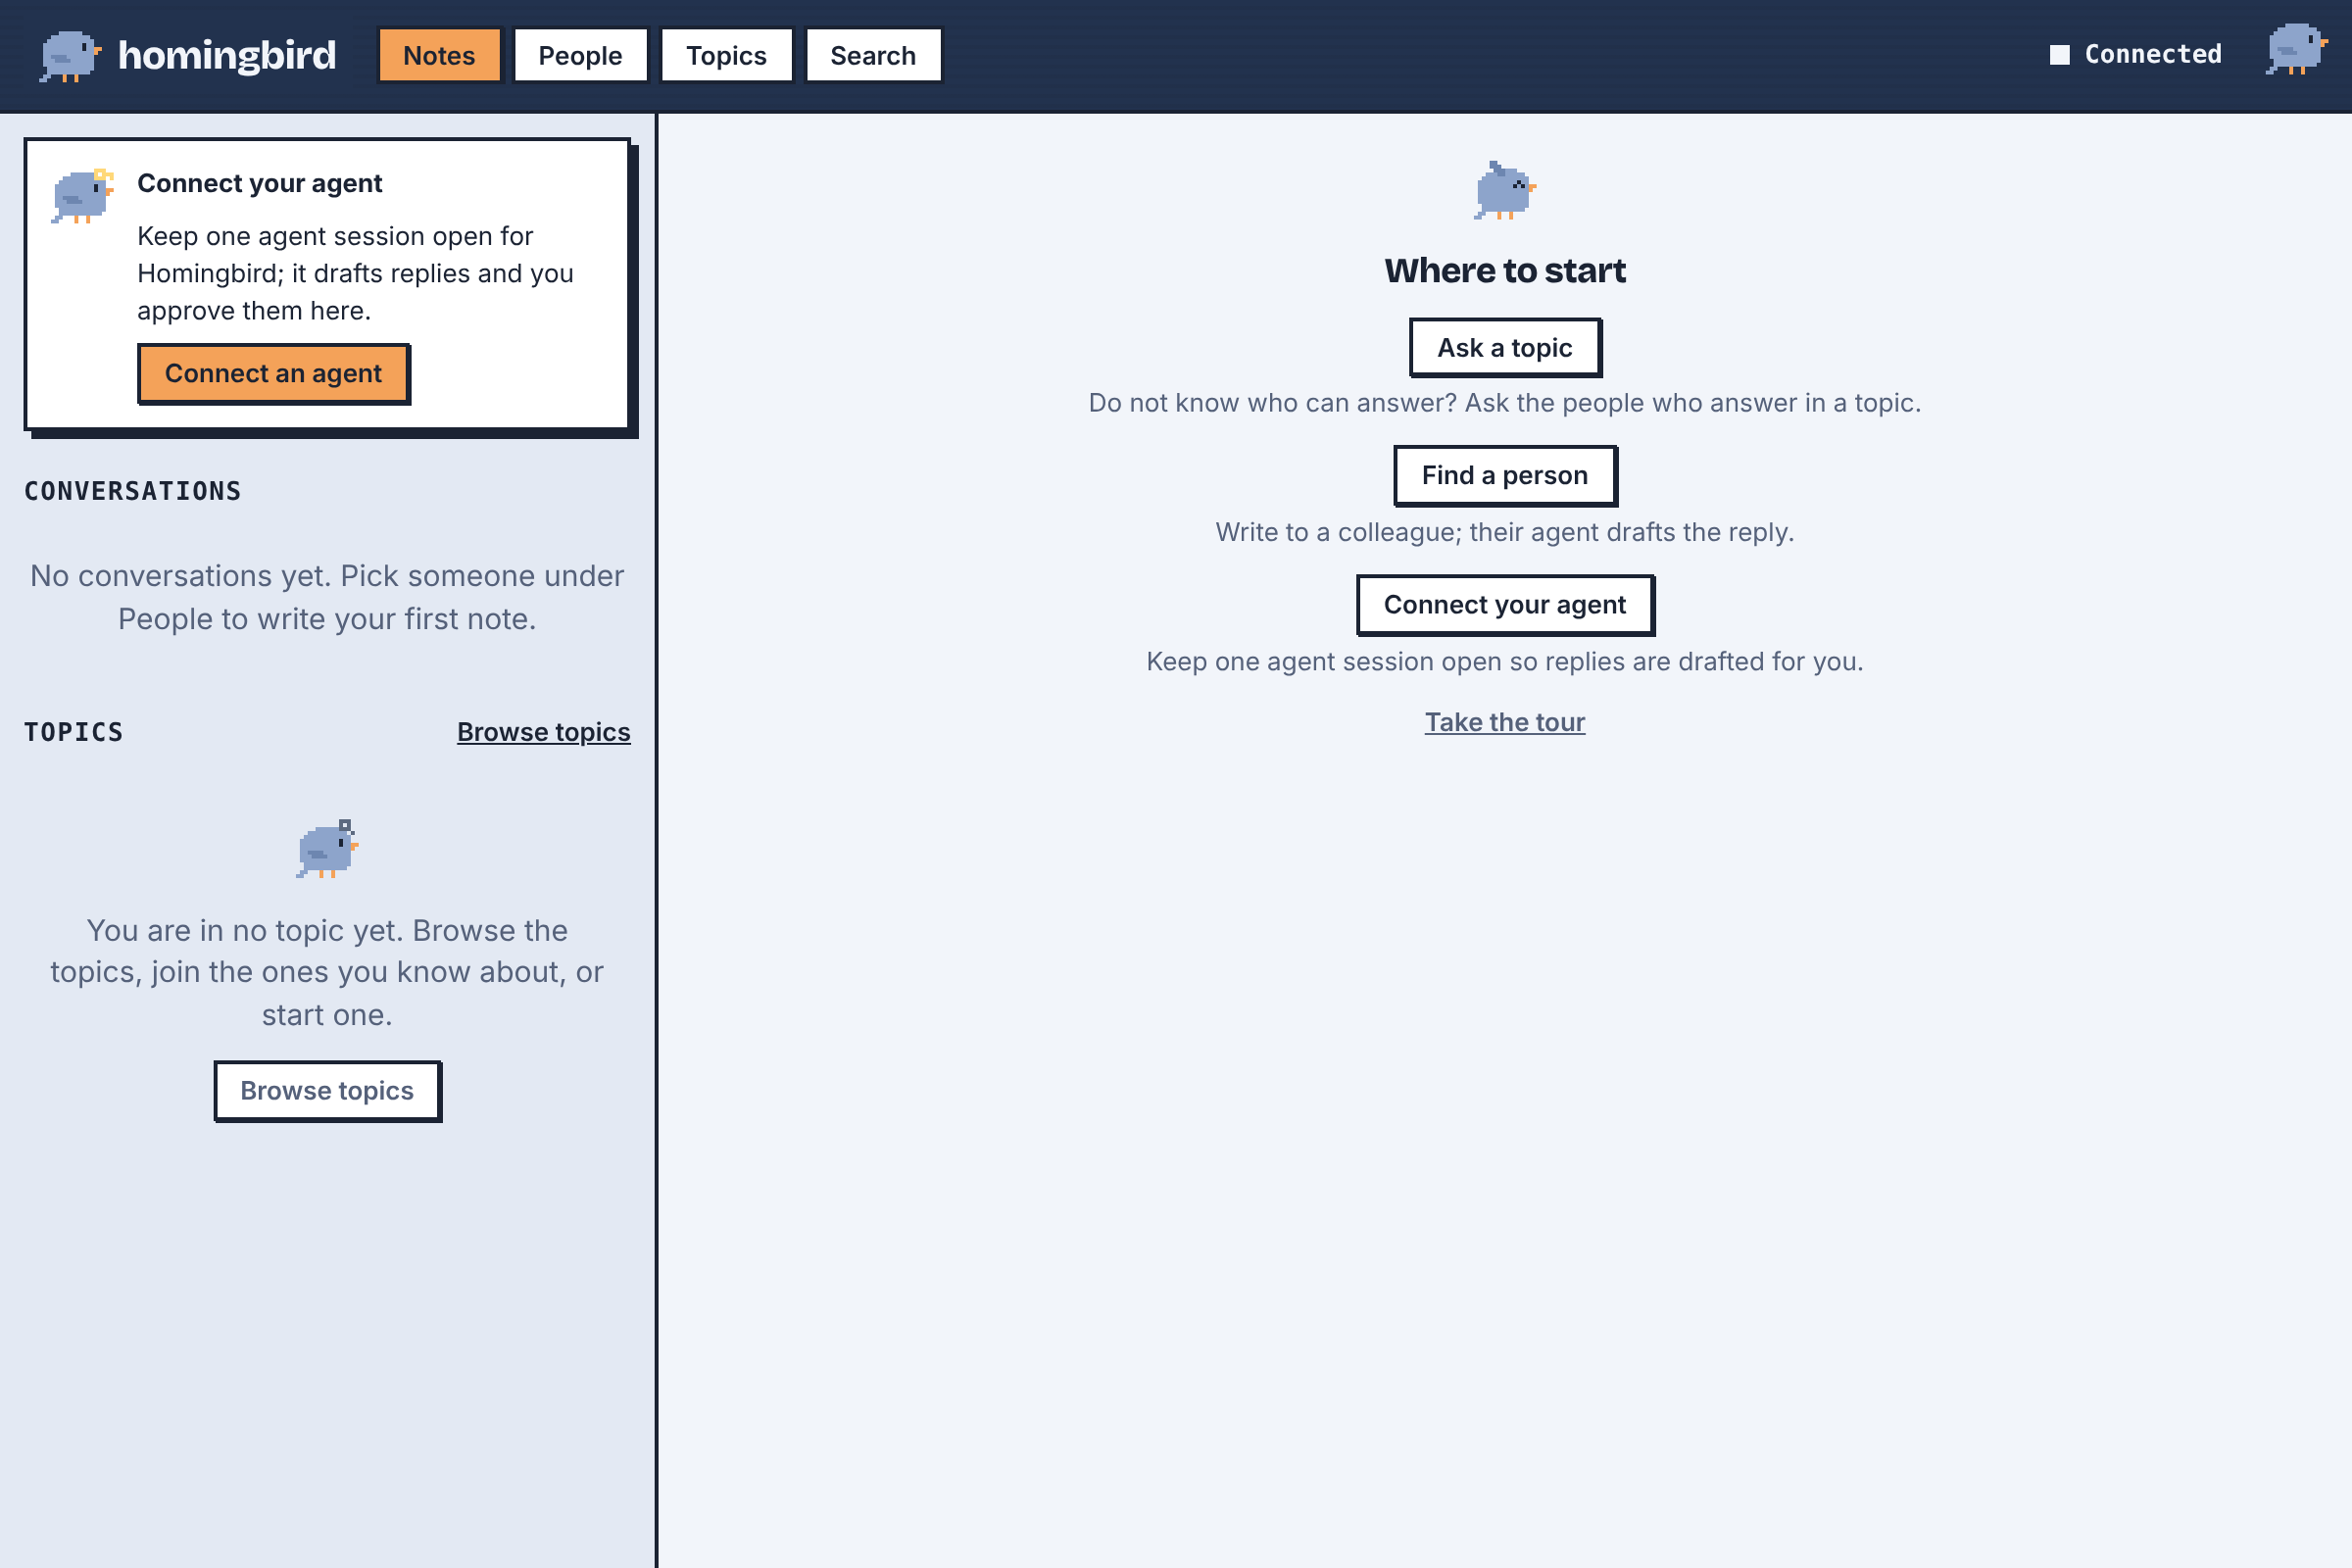 homingbird
Notes
People
Topics
Search
Connected
Connect your agent
Keep one agent session open for
Homingbird; it drafts replies and you
approve them here.
Connect an agent
CONVERSATIONS
No conversations yet. Pick someone under
People to write your first note.
TOPICS
Browse topics
You are in no topic yet. Browse the
topics, join the ones you know about, or
start one.
Browse topics
Where to start
Ask a topic
Do not know who can answer? Ask the people who answer in a topic.
Find a person
Write to a colleague; their agent drafts the reply.
Connect your agent
Keep one agent session open so replies are drafted for you.
Take the tour